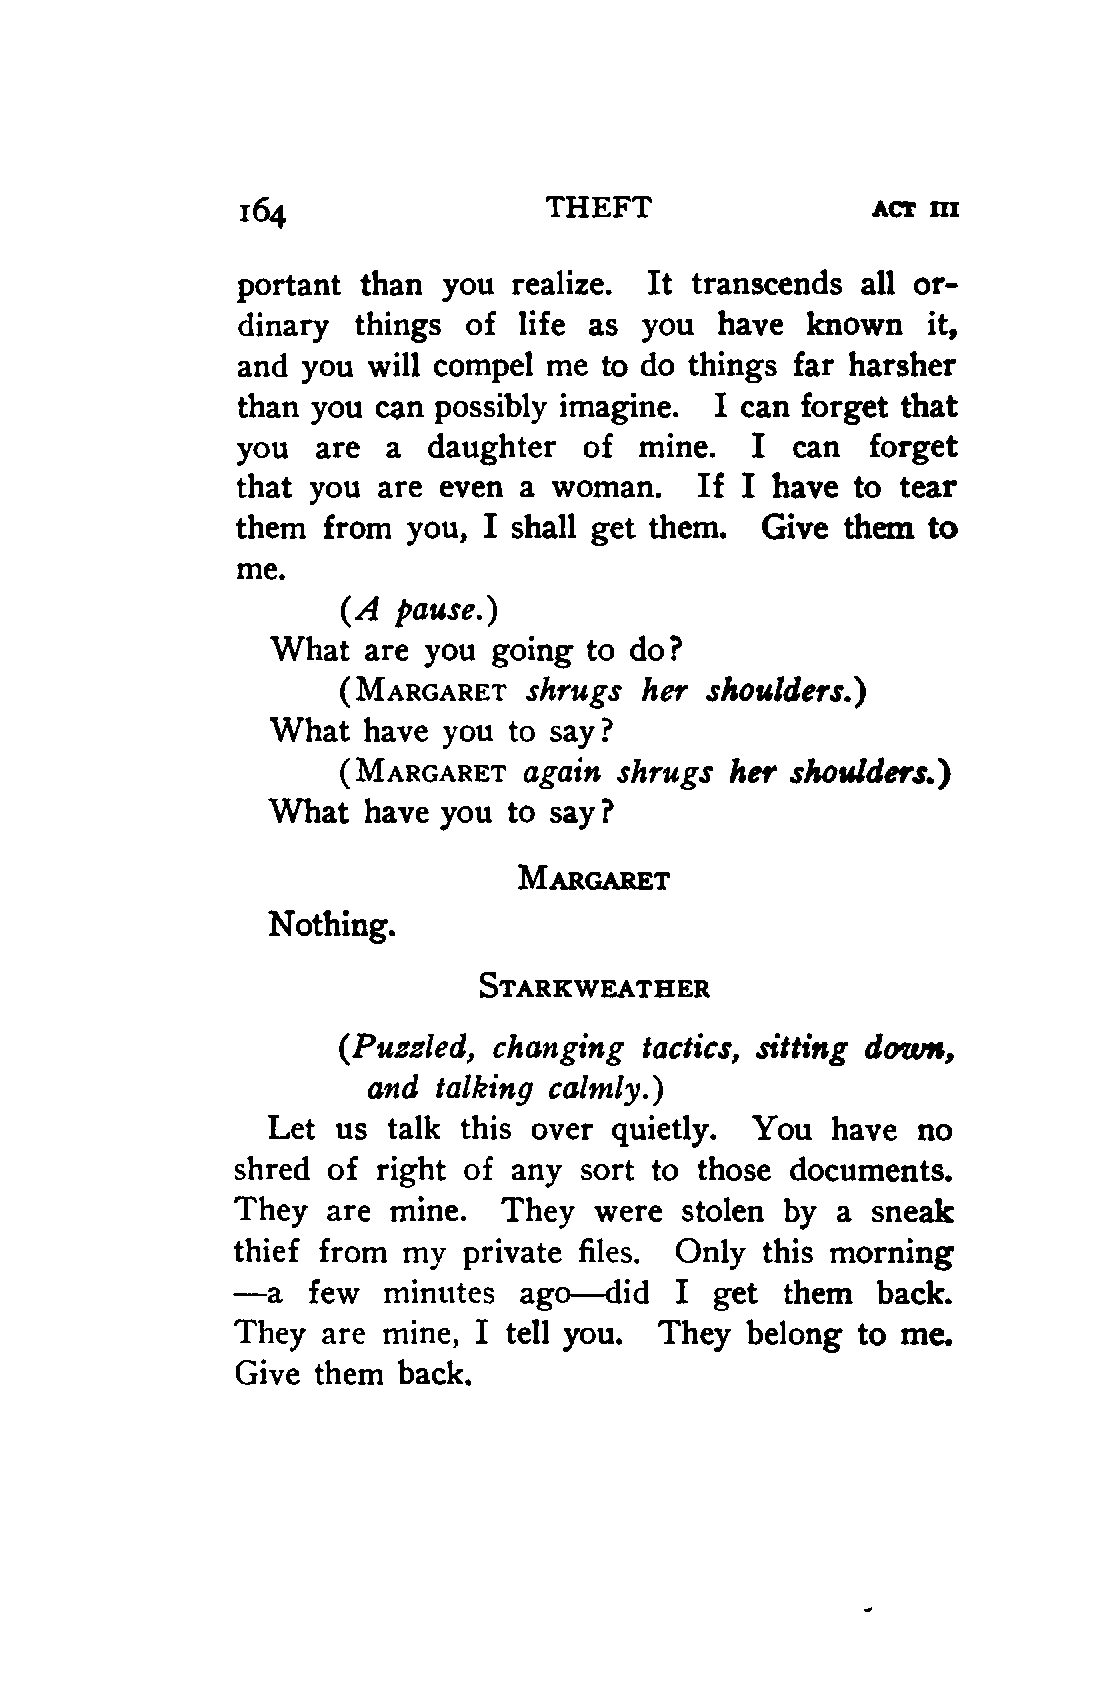 164 THEFT ACT III
portant than you realize. It transcends all or-
dinary things of life as you have known it,
and you will compel me to do things far harsher
than you can possibly imagine. I can forget that
you are a daughter of mine. I can forget
that you are even a woman. If I have to tear
them from you, I shall get them. Give them to
me.
(A pause.)
What are you going to do?
(MARGARET shrugs her shoulders.)
What have you to say?
(MARGARET again shrugs her shoulders.)
What have you to say?
MARGARET
Nothing.
STARKWEATHER
(Puzzled, changing tactics, sitting down,
and talking calmly.)
Let us talk this over quietly. You have no
shred of right of any sort to those documents.
They are mine. They were stolen by a sneak
thief from my private files. Only this morning
—a few minutes ago—did I get them back.
They are mine, I tell you. They belong to me.
Give them back.